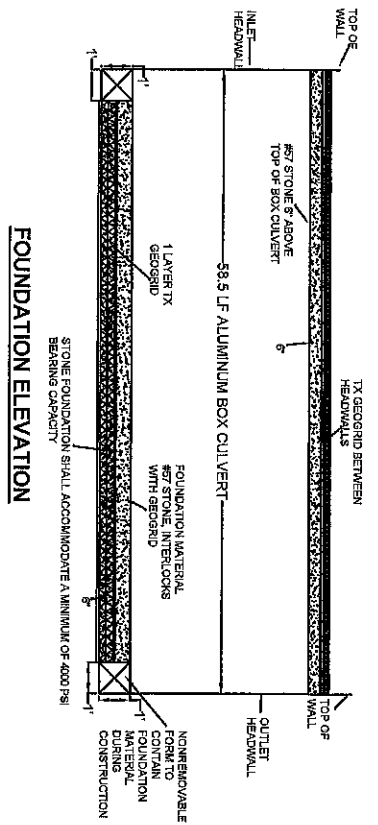 TOP OF
WALL
INLET
HEADWALL
#57 STONE 6" ABOVE
TOP OF BOX CULVERT
6"
TX GEOGRID BETWEEN
HEADWALLS
TOP OF
WALL
OUTLET
HEADWALL
58.5 LF ALUMINUM BOX CULVERT
1'
1'
1 LAYER TX
GEOGRID
FOUNDATION MATERIAL
#57 STONE, INTERLOCKS
WITH GEOGRID
6"
1'
1'
NONREMOVABLE
FORM TO
CONTAIN
FOUNDATION
MATERIAL
DURING
CONSTRUCTION
STONE FOUNDATION SHALL ACCOMMODATE A MINIMUM OF 4000 PSI
BEARING CAPACITY
FOUNDATION ELEVATION